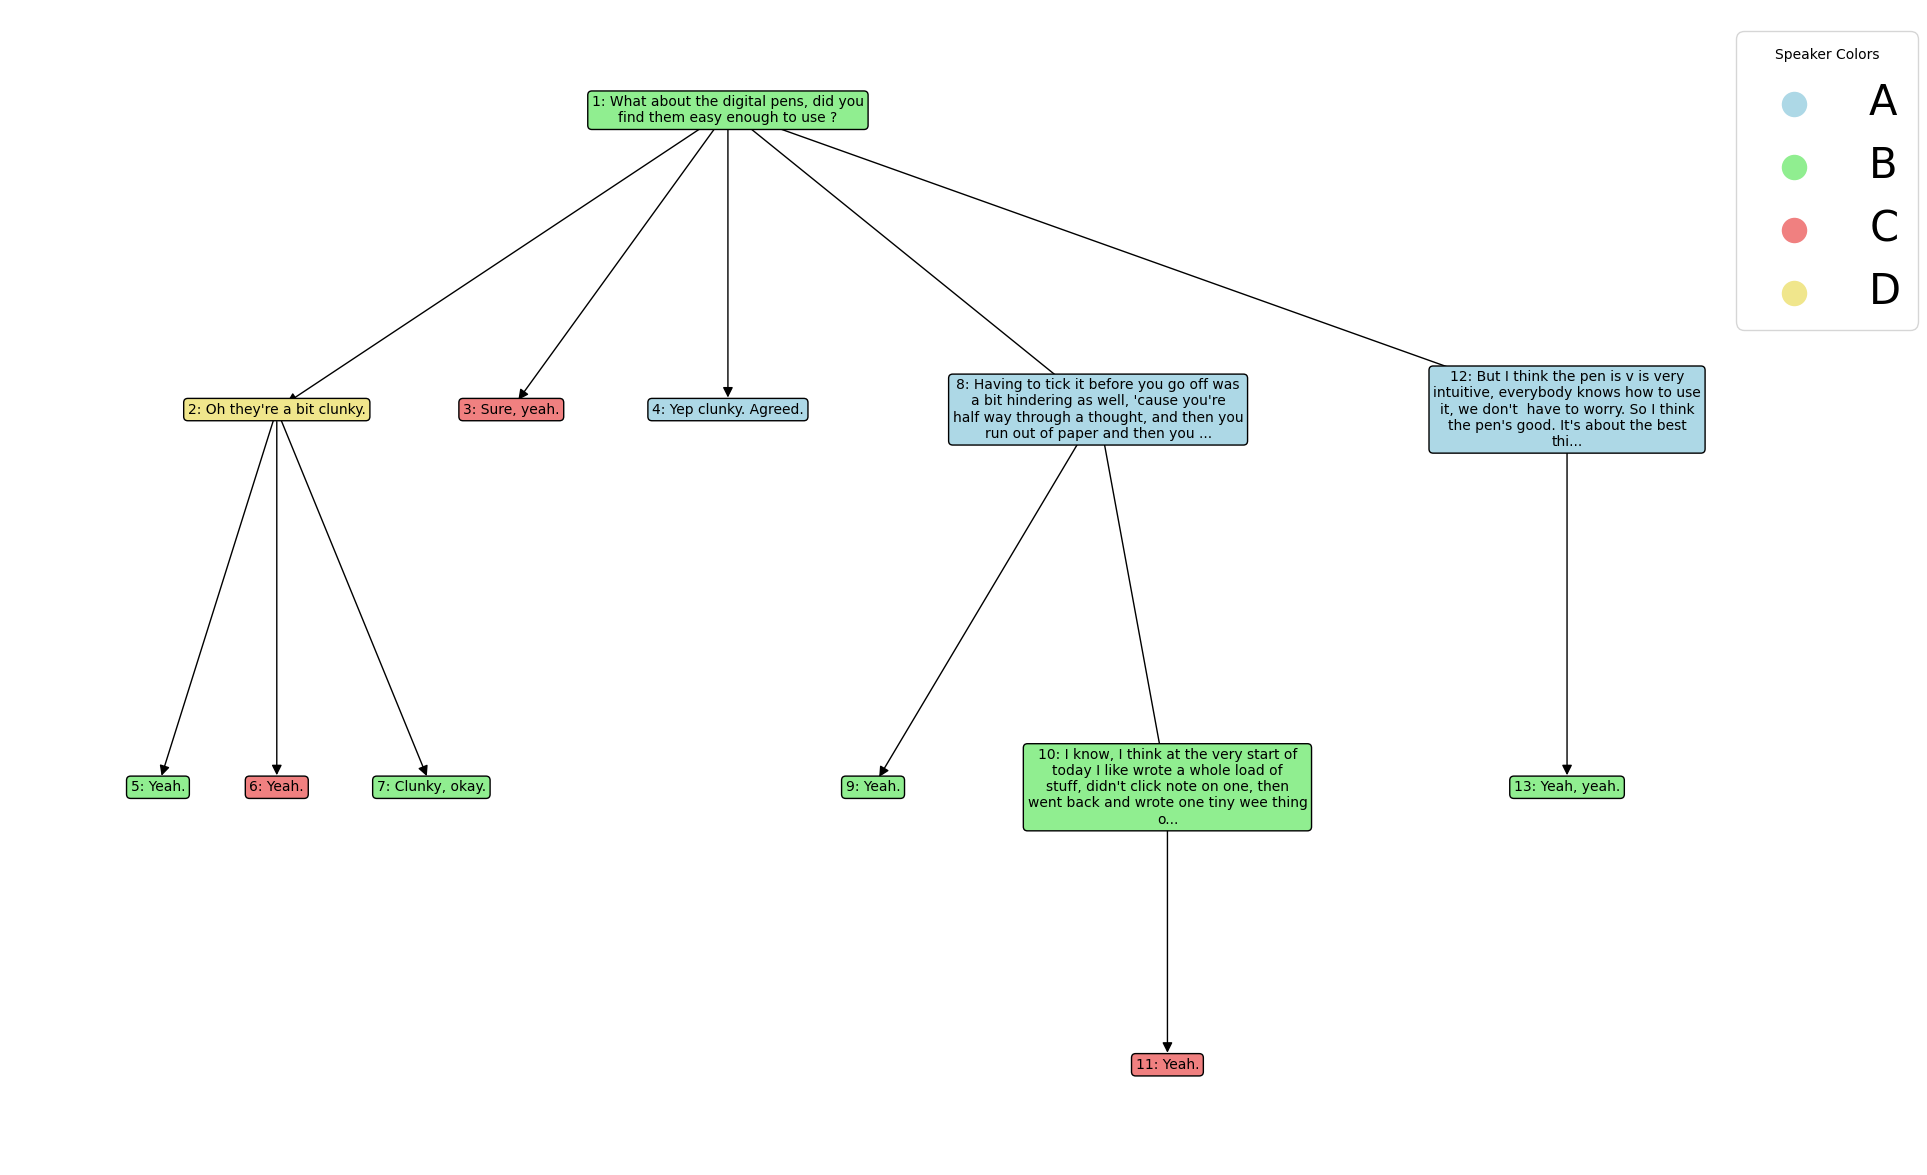 Speaker Colors
A
B
C
D
1: What about the digital pens, did you
find them easy enough to use ?
2: Oh they're a bit clunky.
3: Sure, yeah.
4: Yep clunky. Agreed.
8: Having to tick it before you go off was
a bit hindering as well, 'cause you're
half way through a thought, and then you
run out of paper and then you ...
12: But I think the pen is v is very
intuitive, everybody knows how to use
it, we don't  have to worry. So I think
the pen's good. It's about the best
thi...
5: Yeah.
6: Yeah.
7: Clunky, okay.
9: Yeah.
10: I know, I think at the very start of
today I like wrote a whole load of
stuff, didn't click note on one, then
went back and wrote one tiny wee thing
o...
13: Yeah, yeah.
11: Yeah.